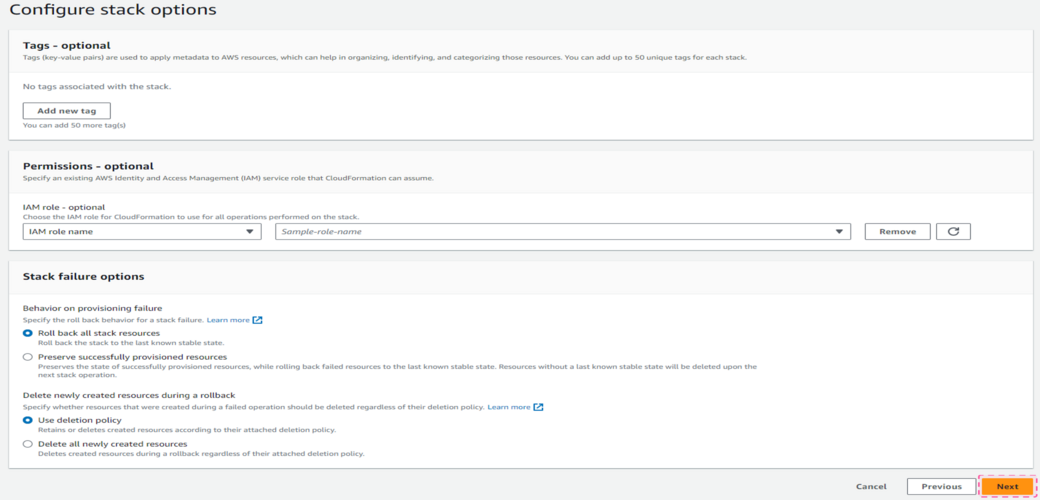 Configure stack options
Tags - optional
Tags (key-value pairs) are used to apply metadata to AWS resources, which can help in organizing, identifying, and categorizing those resources. You can add up to 50 unique tags for each stack.
No tags associated with the stack.
Add new tag
You can add 50 more tag(s)
Permissions - optional
Specify an existing AWS Identity and Access Management (IAM) service role that CloudFormation can assume.
IAM role - optional
Choose the IAM role for CloudFormation to use for all operations performed on the stack.
IAM role name Sample-role-name Remove
Stack failure options
Behavior on provisioning failure
Specify the roll back behavior for a stack failure. Learn more
Roll back all stack resources
Roll back the stack to the last known stable state.
Preserve successfully provisioned resources
Preserves the state of successfully provisioned resources, while rolling back failed resources to the last known stable state. Resources without a last known stable state will be deleted upon the
next stack operation.
Delete newly created resources during a rollback
Specify whether resources that were created during a failed operation should be deleted regardless of their deletion policy. Learn more
Use deletion policy
Retains or deletes created resources according to their attached deletion policy.
Delete all newly created resources
Deletes created resources during a rollback regardless of their attached deletion policy.
Cancel Previous Next